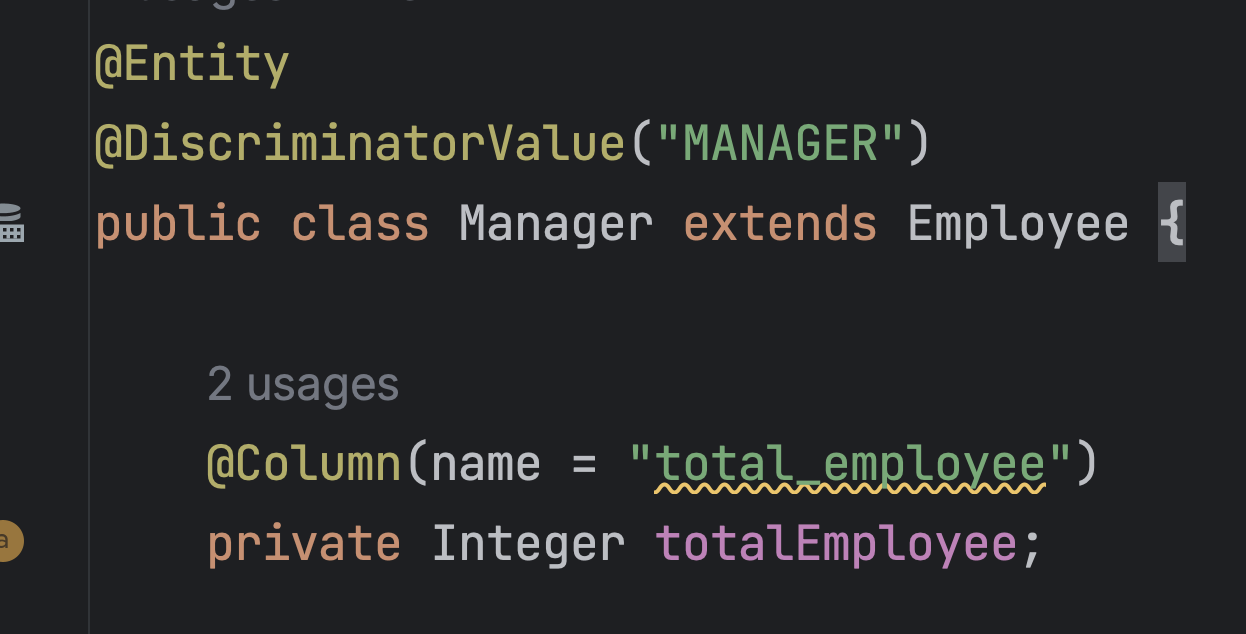 @Entity
@DiscriminatorValue("MANAGER")
public class Manager extends Employee {
2 usages
@Column(name = "total_employee")
private Integer totalEmployee;